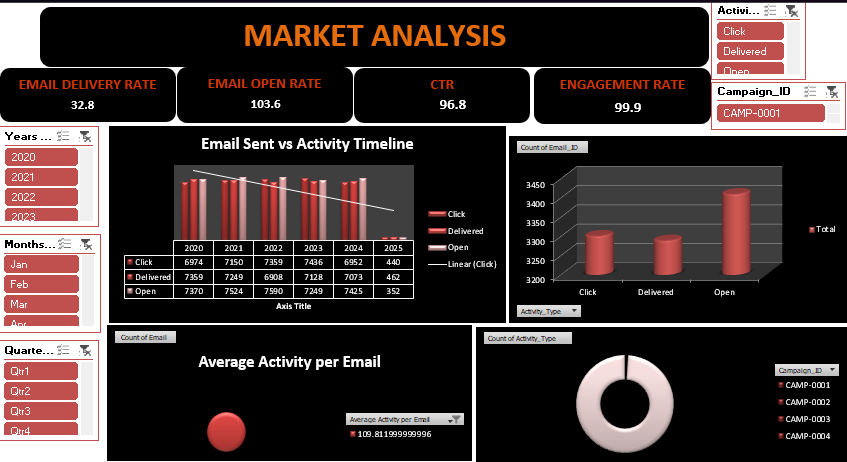 MARKET ANALYSIS
EMAIL DELIVERY RATE
32.8
EMAIL OPEN RATE
103.6
CTR
96.8
ENGAGEMENT RATE
99.9
Activi...
Click
Delivered
Open
Campaign_ID
CAMP-0001
Years ...
2020
2021
2022
2023
Months...
Jan
Feb
Mar
Apr
Quarte...
Qtr1
Qtr2
Qtr3
Qtr4
Email Sent vs Activity Timeline
2020 2021 2022 2023 2024 2025
Click 6974 7150 7359 7436 6952 440
Delivered 7359 7249 6908 7128 7073 462
Open 7370 7524 7590 7249 7425 352
Axis Title
Click
Delivered
Open
Linear (Click)
Count of Email_ID
3450
3400
3350
3300
3250
3200
Click Delivered Open
Total
Activity_Type
Count of Email
Average Activity per Email
Average Activity per Email
109.811999999996
Count of Activity_Type
Campaign_ID
CAMP-0001
CAMP-0002
CAMP-0003
CAMP-0004